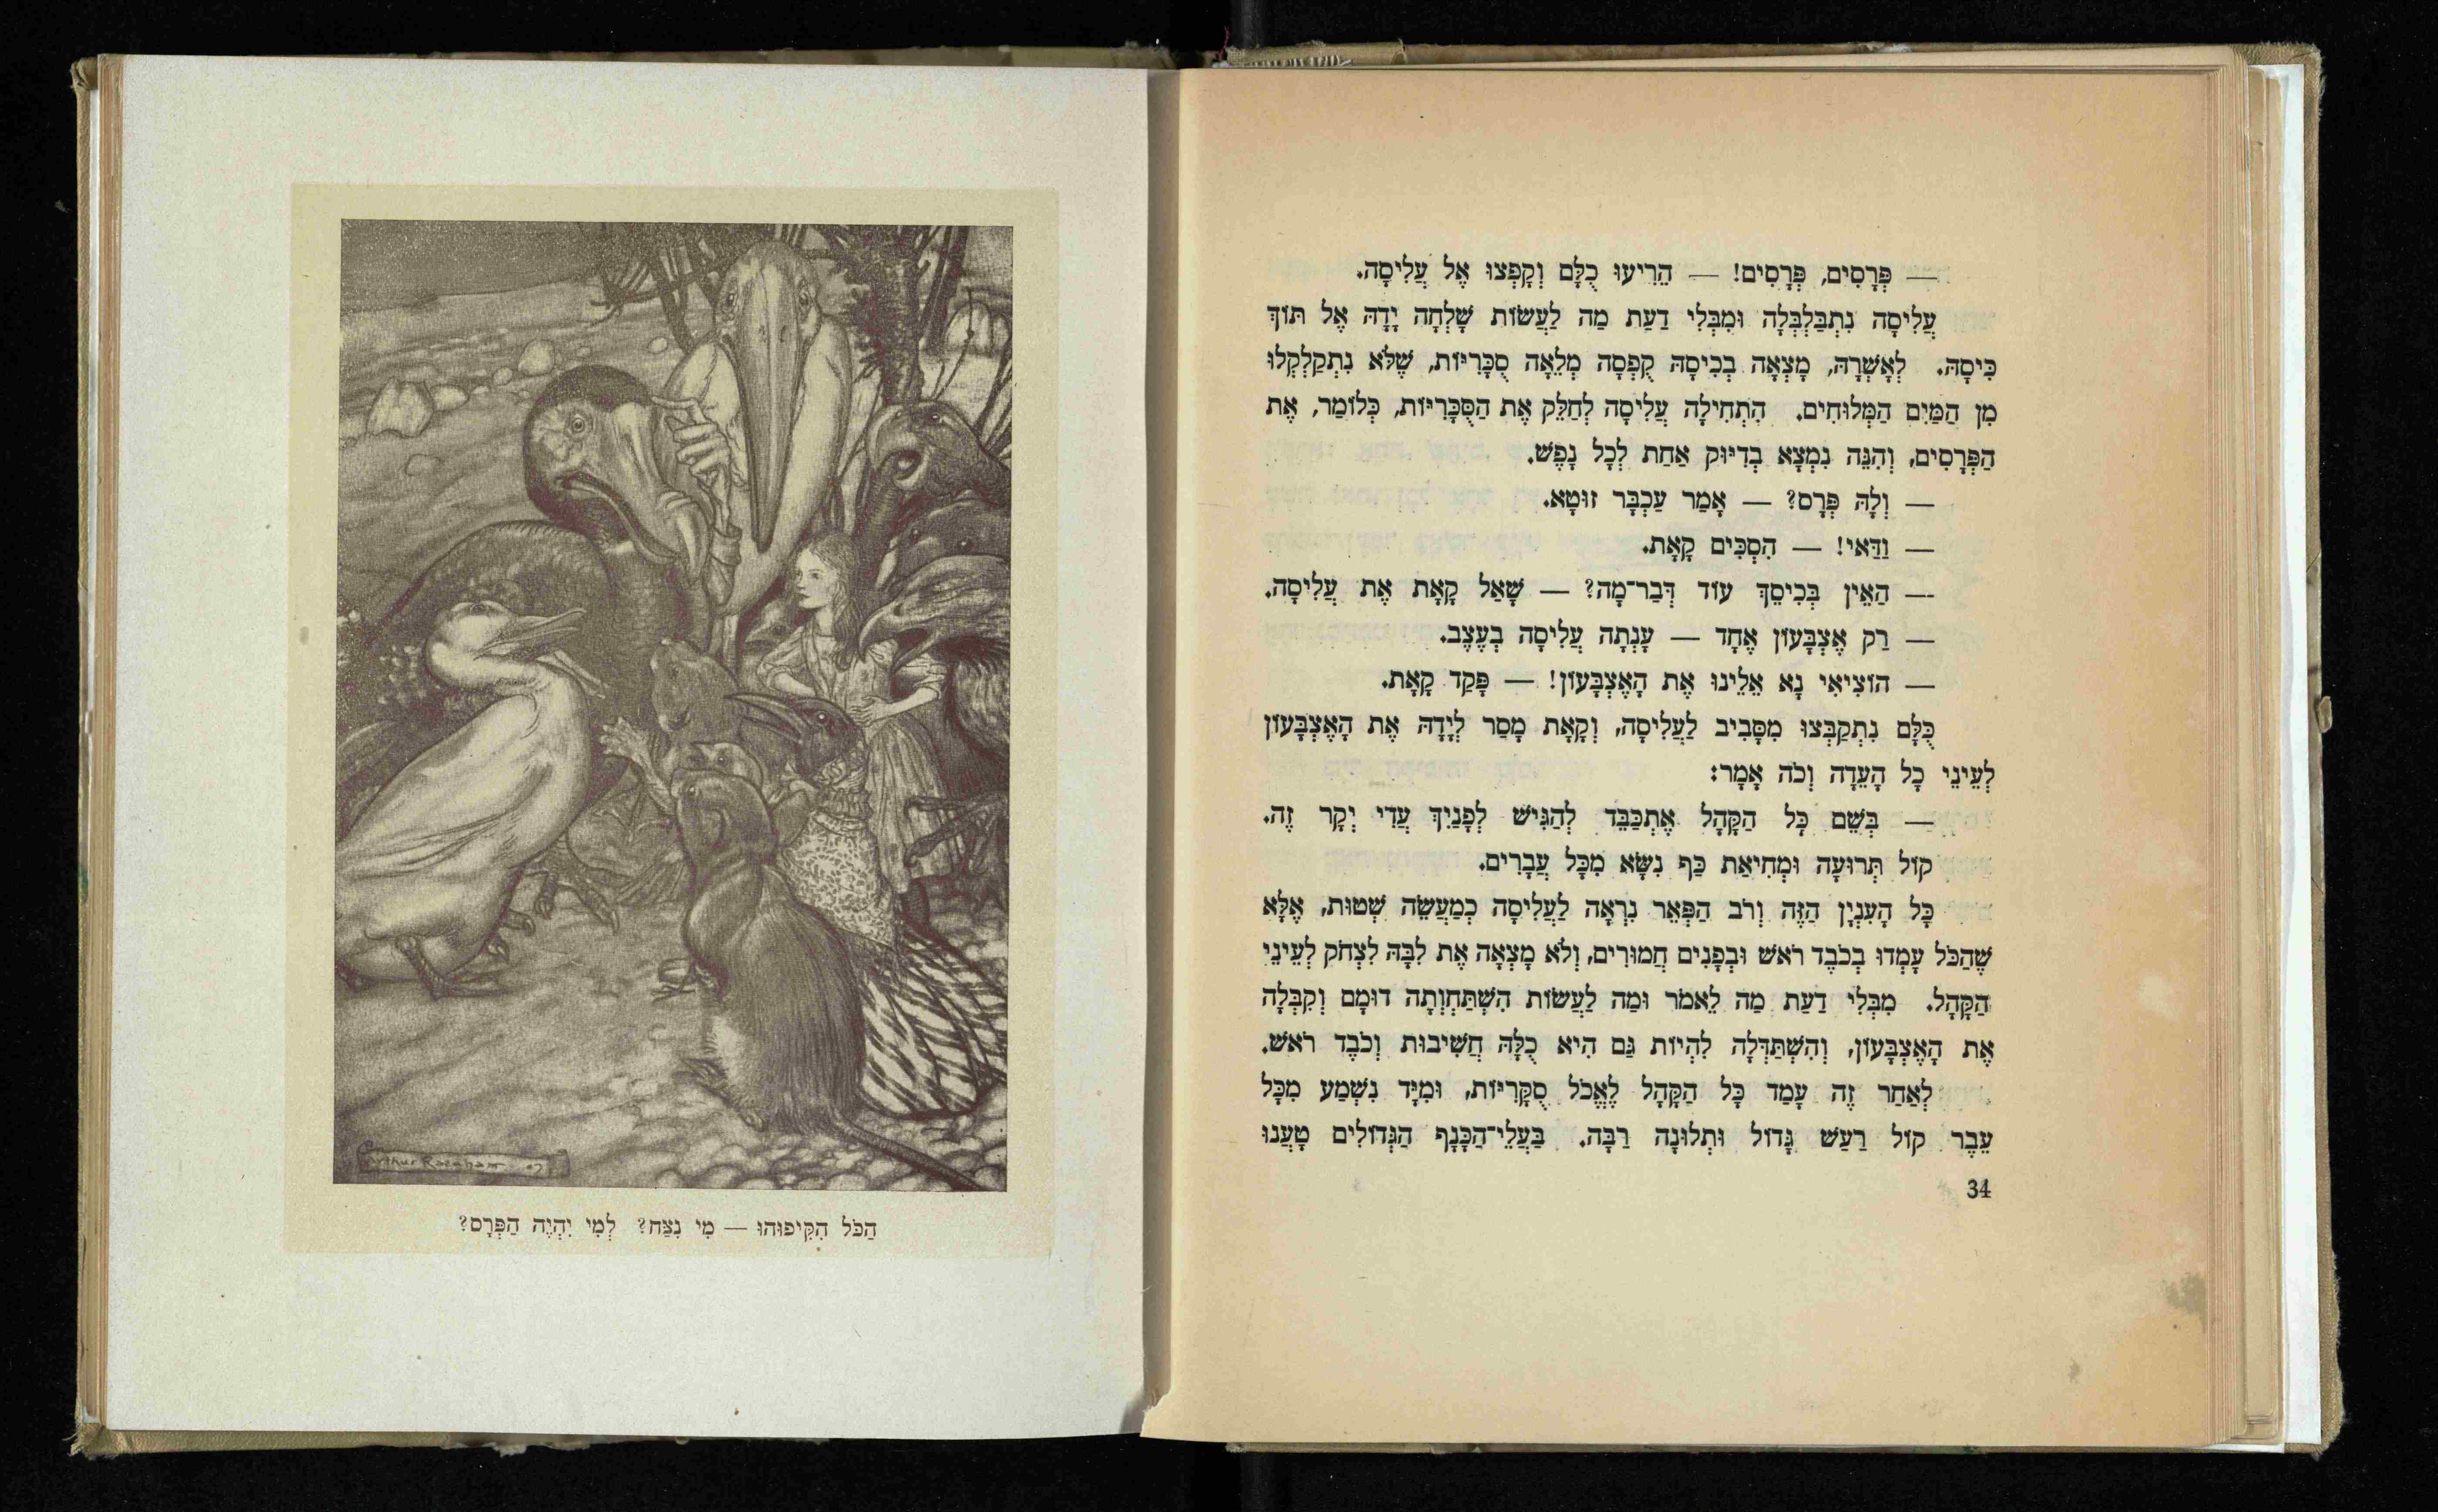 — פְּרָסִים, פְּרָסִים! — הֵרִיעוּ כֻלָּם וְקָפְצוּ אֶל עֲלִיסָה.
עֲלִיסָה נִתְבַּלְבְּלָה וּמִבְּלִי דַעַת מַה לַעֲשׂוֹת שָׁלְחָה יָדָהּ אֶל תּוֹךְ
כִּיסָהּ. לְאָשְׁרָהּ, מָצְאָה בְכִיסָהּ קֻפְסָה מְלֵאָה סֻכָּרִיּוֹת, שֶׁלֹּא נִתְקַלְקְלוּ
מִן הַמַּיִם הַמְּלוּחִים. הִתְחִילָה עֲלִיסָה לְחַלֵּק אֶת הַסֻּכָּרִיּוֹת, כְּלוֹמַר, אֶת
הַפְּרָסִים, וְהִנֵּה נִמְצָא בְדִיּוּק אַחַת לְכָל נָפֶשׁ.
— וְלָהּ פְּרָס? — אָמַר עַכְבָּר זוּטָא.
— וַדַּאי! — הִסְכִּים קָאָת.
— הַאֵין בְּכִיסֵךְ עוֹד דְּבַר־מָה? — שָׁאַל קָאָת אֶת עֲלִיסָה.
— רַק אֶצְבָּעוֹן אֶחָד — עָנְתָה עֲלִיסָה בְעֶצֶב.
— הוֹצִיאִי נָא אֵלֵינוּ אֶת הָאֶצְבָּעוֹן! — פָּקַד קָאָת.
כֻּלָּם נִתְקַבְּצוּ מִסָּבִיב לַעֲלִיסָה, וְקָאָת מָסַר לְיָדָהּ אֶת הָאֶצְבָּעוֹן
לְעֵינֵי כָל הָעֵדָה וְכֹה אָמָר:
— בְּשֵׁם כָּל הַקָּהָל אֶתְכַּבֵּד לְהַגִּישׁ לְפָנַיִךְ עֲדִי יְקָר זֶה.
קוֹל תְּרוּעָה וּמְחִיאַת כַּף נִשָּׂא מִכָּל עֲבָרִים.
כָּל הָעִנְיָן הַזֶּה וְרֹב הַפְּאֵר נִרְאָה לַעֲלִיסָה כְמַעֲשֵׂה שְׁטוּת, אֶלָּא
שֶׁהַכֹּל עָמְדוּ בְכֹבֶד רֹאשׁ וּבְפָנִים חֲמוּרִים, וְלֹא מָצְאָה אֶת לִבָּהּ לִצְחֹק לְעֵינֵי
הַקָּהָל. מִבְּלִי דַעַת מַה לֵאמֹר וּמַה לַעֲשׂוֹת הִשְׁתַּחְוְתָה דוּמָם וְקִבְּלָה
אֶת הָאֶצְבָּעוֹן, וְהִשְׁתַּדְּלָה לִהְיוֹת גַּם הִיא כֻלָּהּ חֲשִׁיבוּת וְכֹבֶד רֹאשׁ.
לְאַחַר זֶה עָמַד כָּל הַקָּהָל לֶאֱכֹל סֻקָּרִיּוֹת, וּמִיָּד נִשְׁמַע מִכָּל
עֵבֶר קוֹל רַעַשׁ גָּדוֹל וּתְלוּנָה רַבָּה. בַּעֲלֵי־הַכָּנָף הַגְּדוֹלִים טָעֲנוּ
34
Arthur Rackham 07
הַכֹּל הִקִּיפוּהוּ — מִי נִצַּח? לְמִי יִהְיֶה הַפְּרָס?